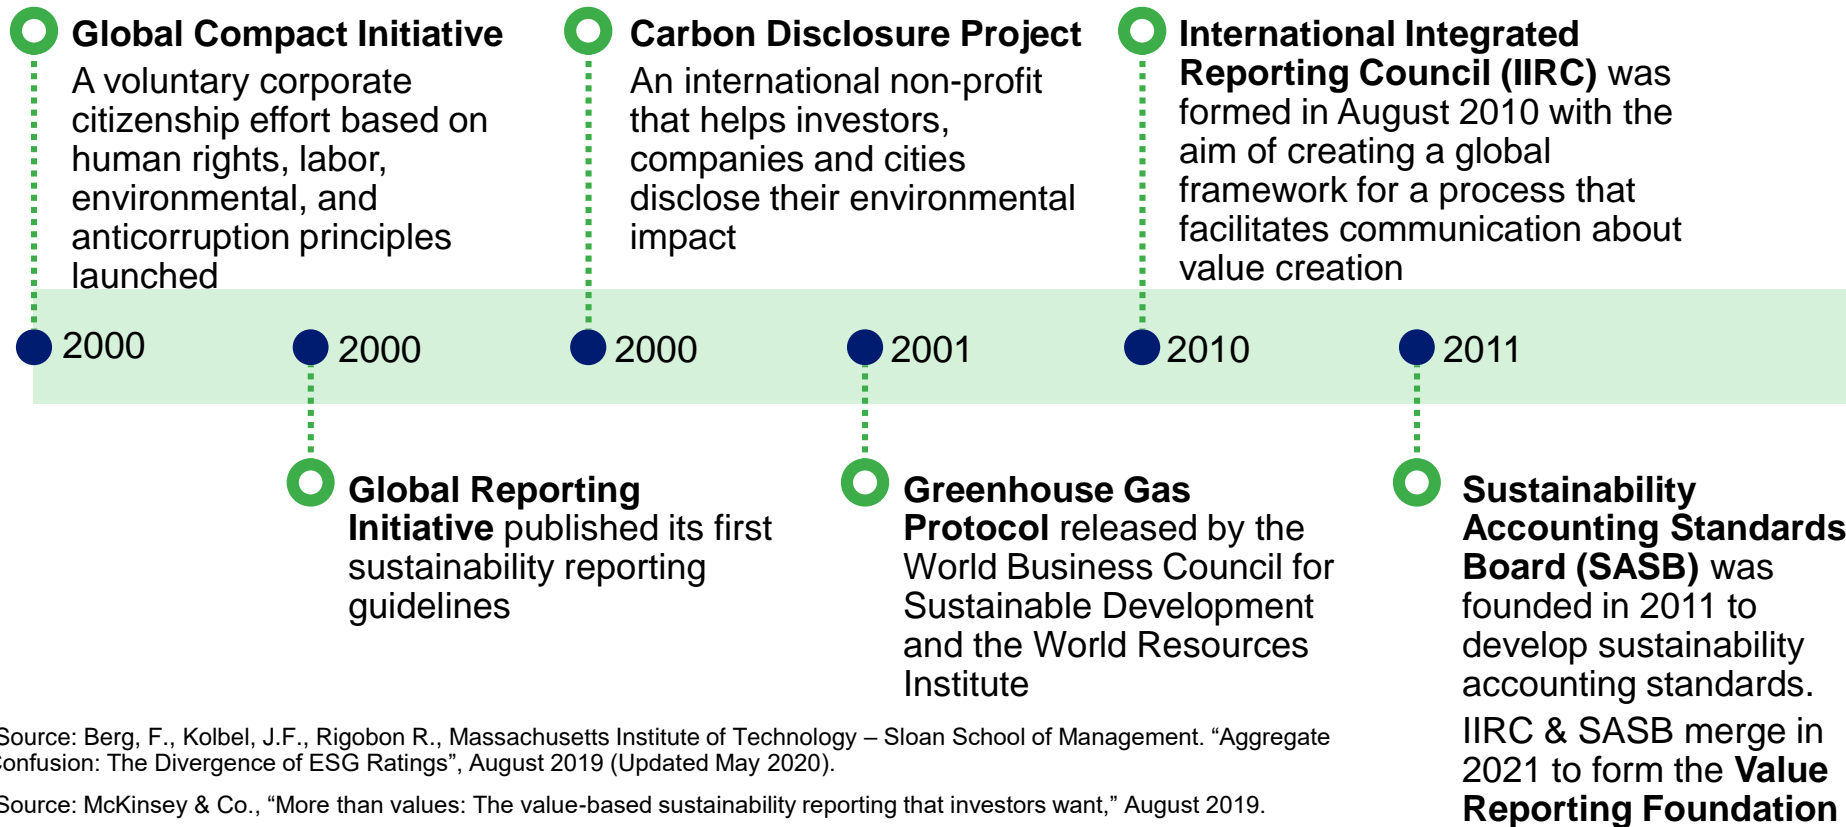 Global Compact Initiative
A voluntary corporate
citizenship effort based on
human rights, labor,
environmental, and
anticorruption principles
launched
Carbon Disclosure Project
An international non-profit
that helps investors,
companies and cities
disclose their environmental
impact
International Integrated
Reporting Council (IIRC) was
formed in August 2010 with the
aim of creating a global
framework for a process that
facilitates communication about
value creation
2000
2000
2000
2001
2010
2011
Global Reporting
Initiative published its first
sustainability reporting
guidelines
Greenhouse Gas
Protocol released by the
World Business Council for
Sustainable Development
and the World Resources
Institute
Sustainability
Accounting Standards
Board (SASB) was
founded in 2011 to
develop sustainability
accounting standards.
IIRC & SASB merge in
2021 to form the Value
Reporting Foundation
Source: Berg, F., Kolbel, J.F., Rigobon R., Massachusetts Institute of Technology – Sloan School of Management. “Aggregate
Confusion: The Divergence of ESG Ratings”, August 2019 (Updated May 2020).
Source: McKinsey & Co., “More than values: The value-based sustainability reporting that investors want,” August 2019.